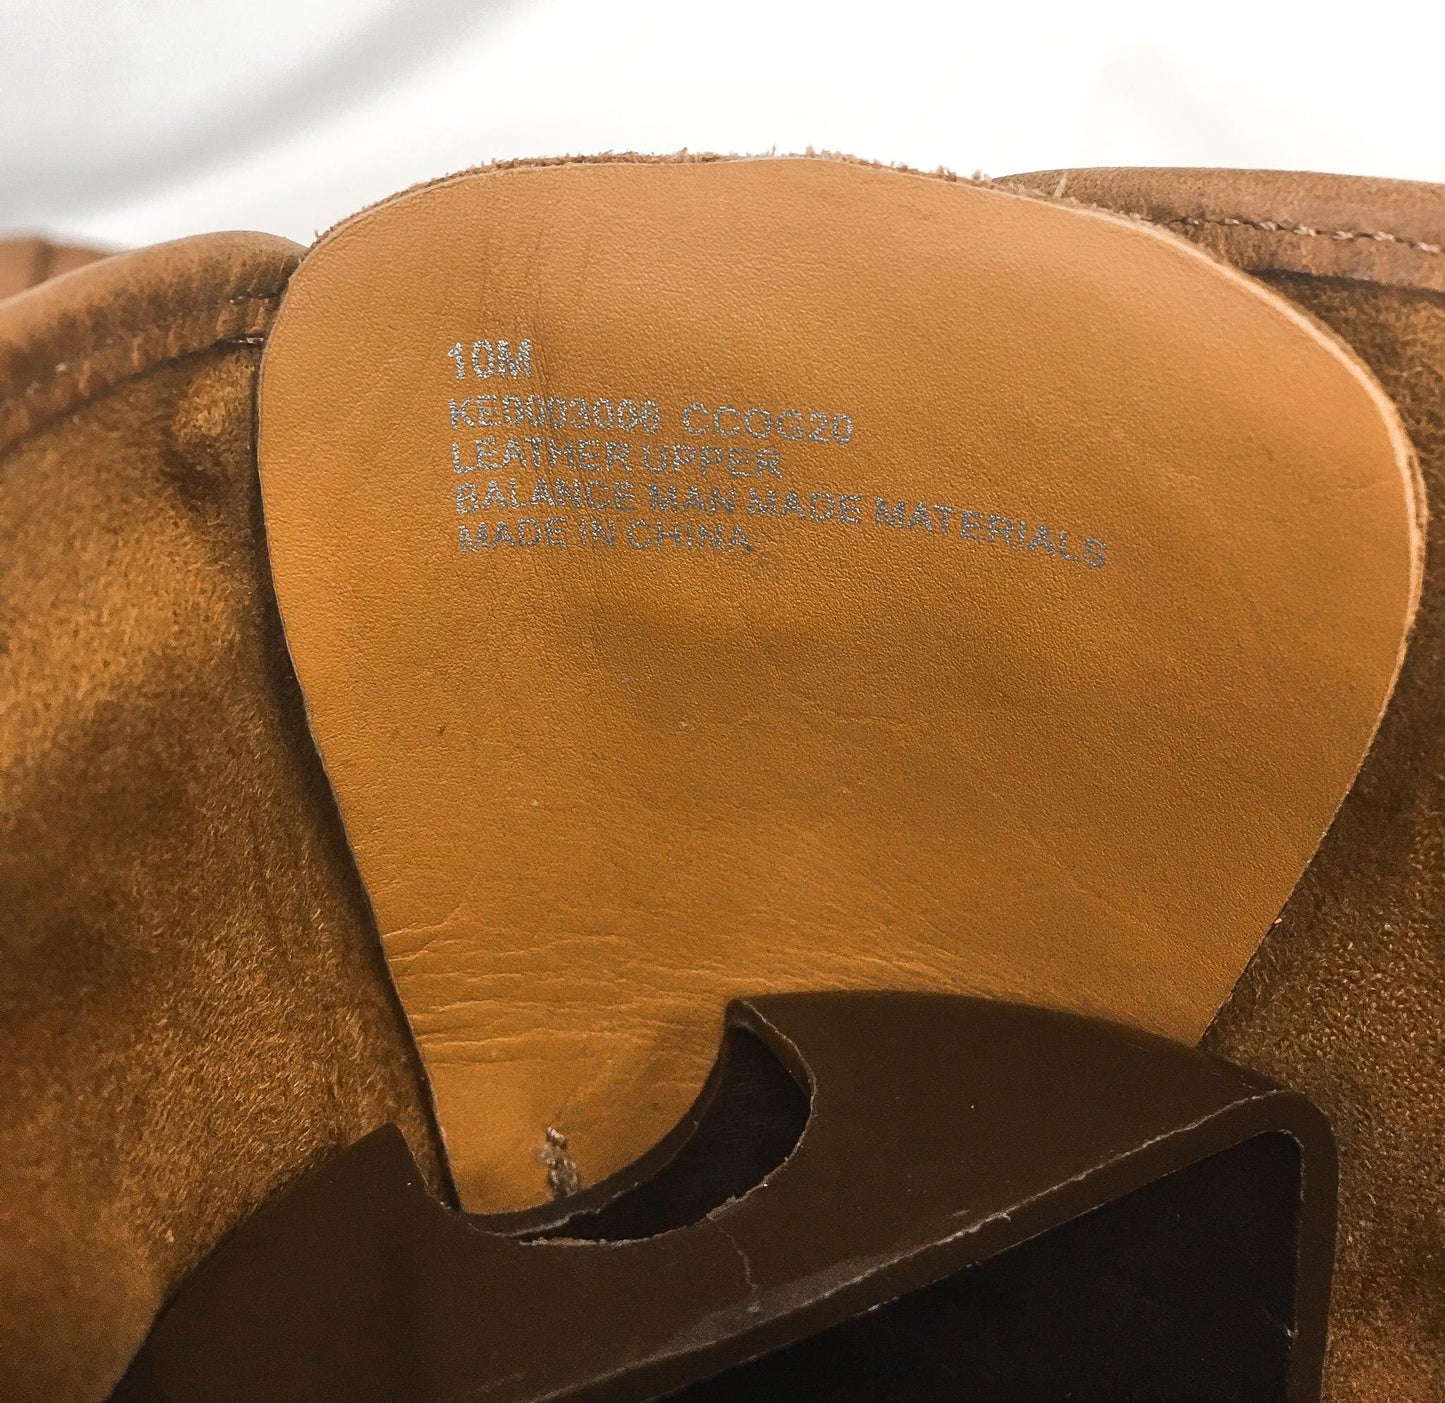 10M
KE0003006 CCOG20
LEATHER UPPER
BALANCE MAN MADE MATERIALS
MADE IN CHINA